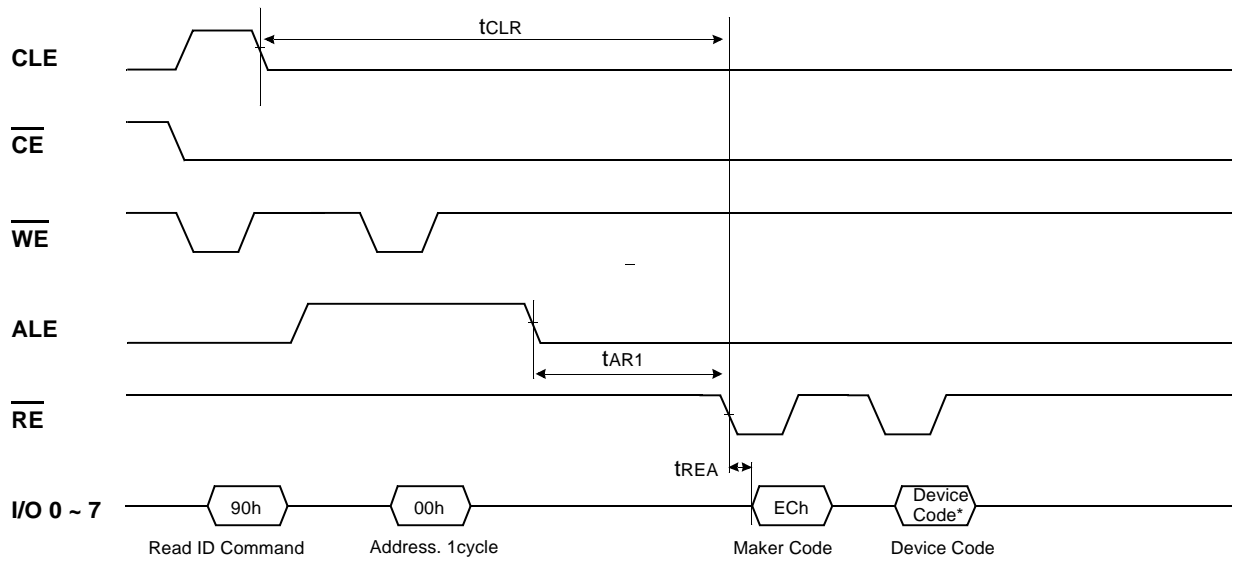 tCLR
CLE
CE
WE
ALE
tAR1
RE
tREA
I/O 0 ~ 7
90h
00h
ECh
Device
Code*
Read ID Command
Address. 1cycle
Maker Code
Device Code